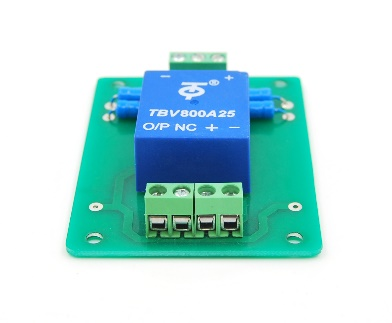 - +
TBV800A25
O/P NC + -